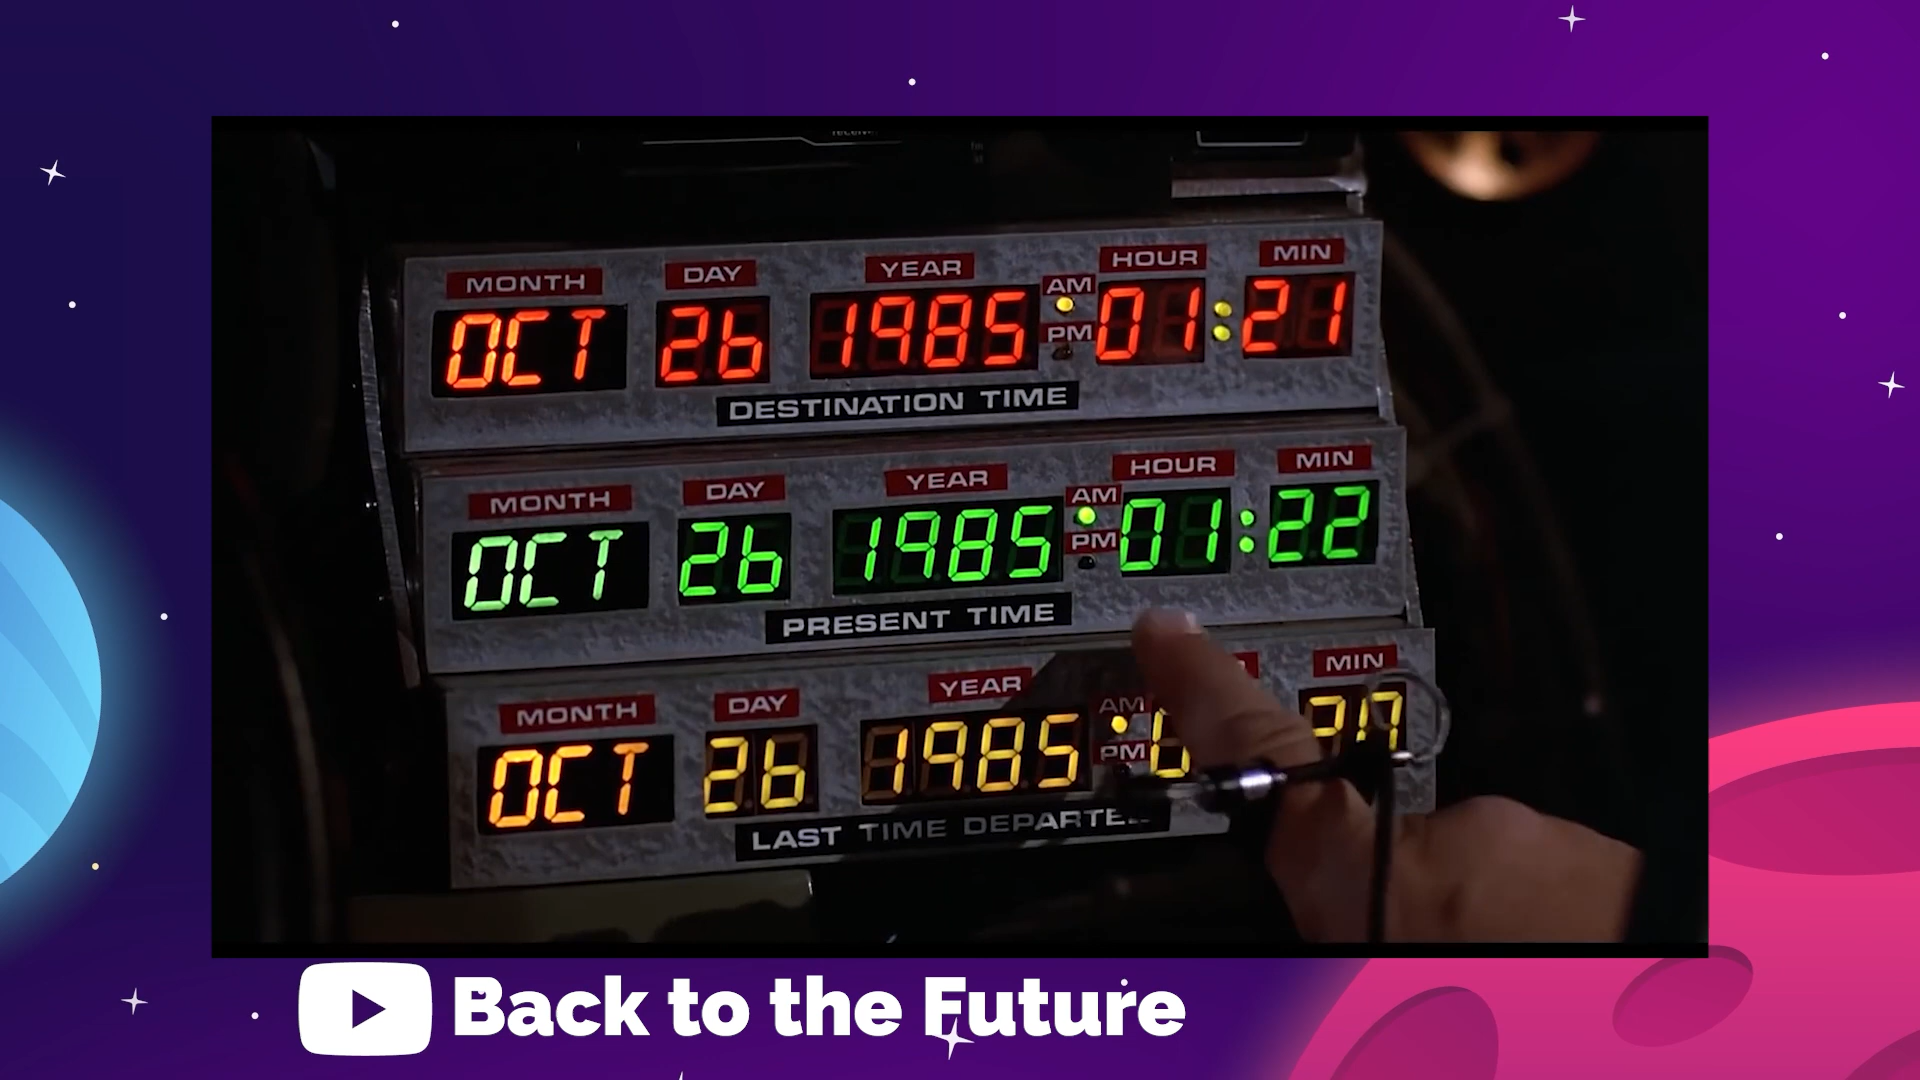 MONTH DAY YEAR HOUR MIN
OCT 26 1985 AM PM 01:21
DESTINATION TIME
MONTH DAY YEAR HOUR MIN
OCT 26 1985 AM PM 01:22
PRESENT TIME
MONTH DAY YEAR MIN
OCT 26 1985 AM PM
LAST TIME DEPARTED
Back to the Future